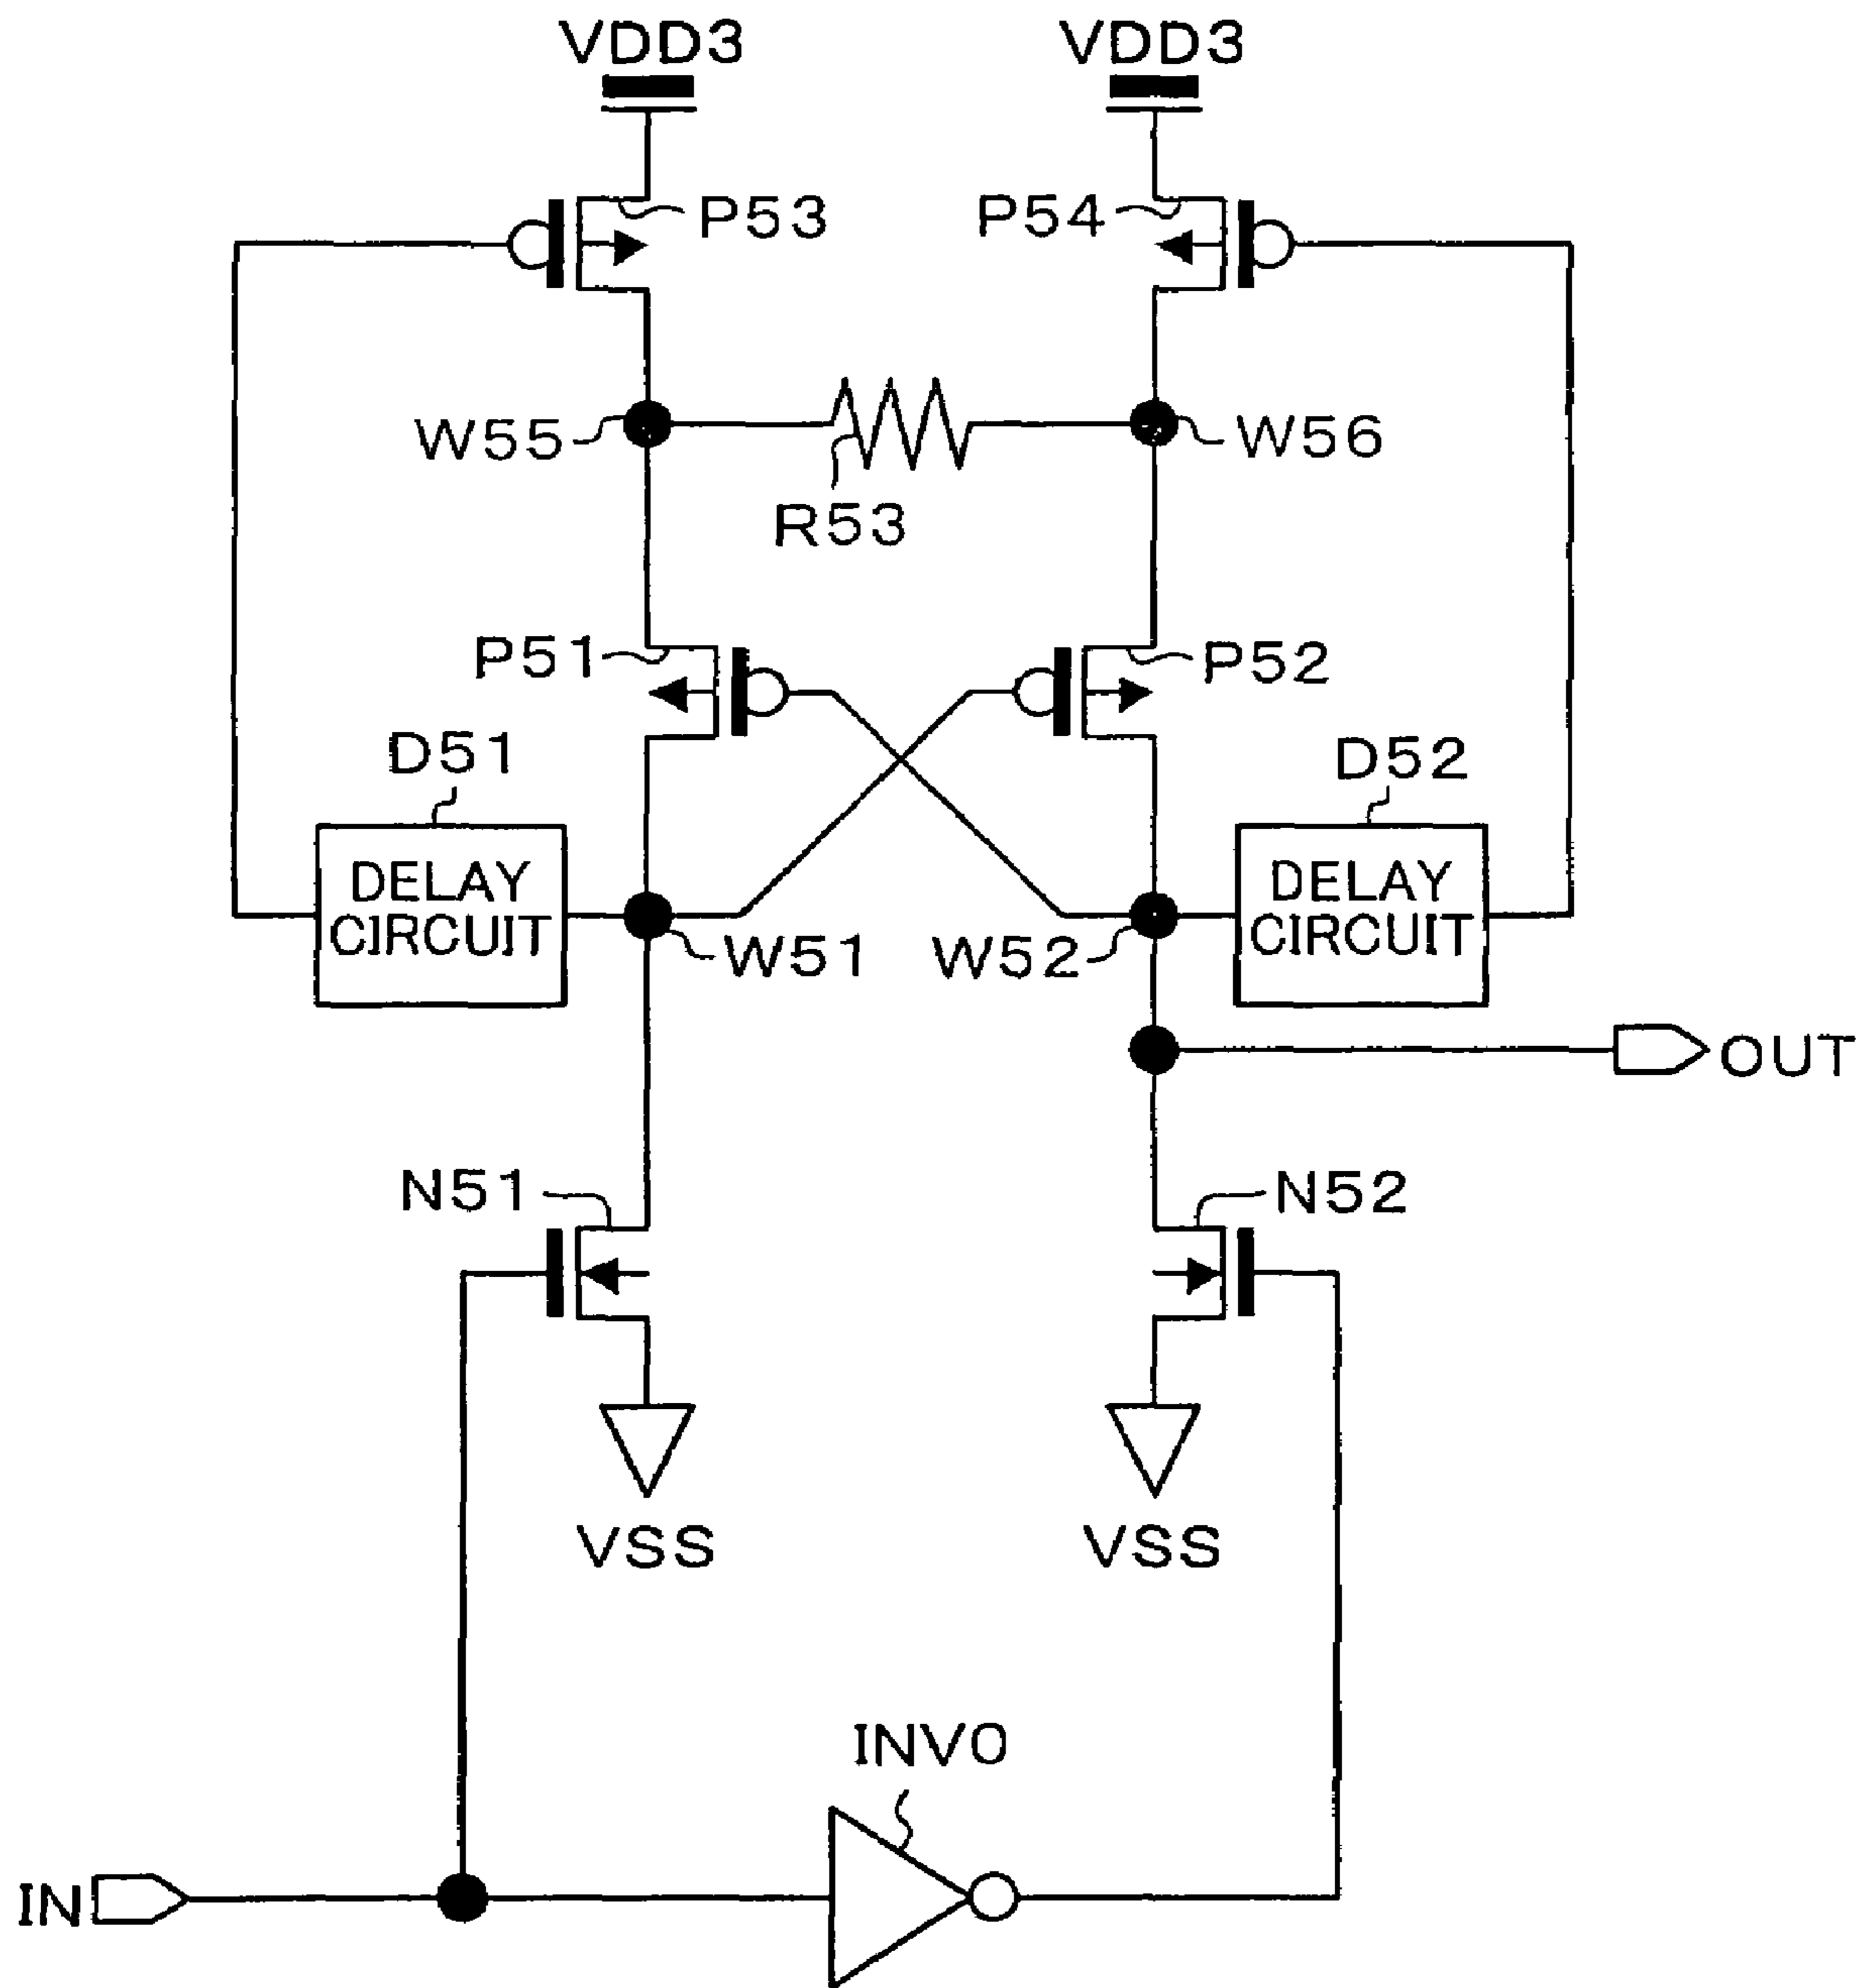 VDD3 VDD3
P53 P54
W55 W56
R53
P51 P52
D51 D52
DELAY CIRCUIT
DELAY CIRCUIT
W51 W52
OUT
N51 N52
VSS VSS
INV0
IN